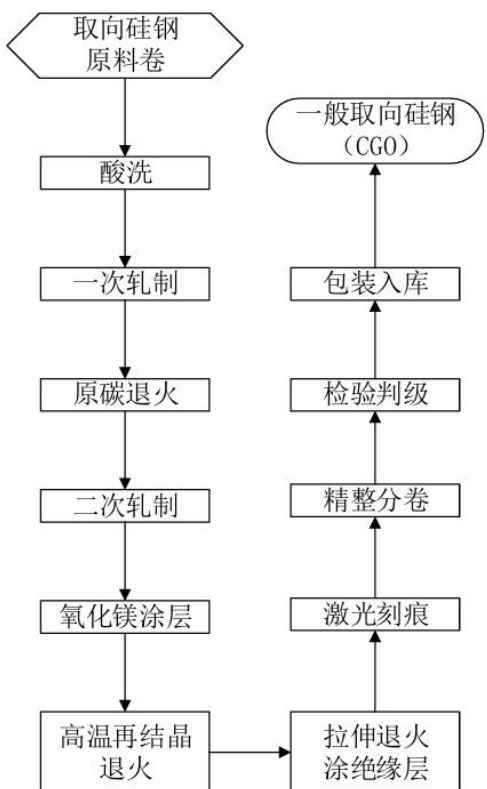 取向硅钢
原料卷
酸洗
一次轧制
原碳退火
二次轧制
氧化镁涂层
高温再结晶
退火
拉伸退火
涂绝缘层
激光刻痕
精整分卷
检验判级
包装入库
一般取向硅钢
（CGO）